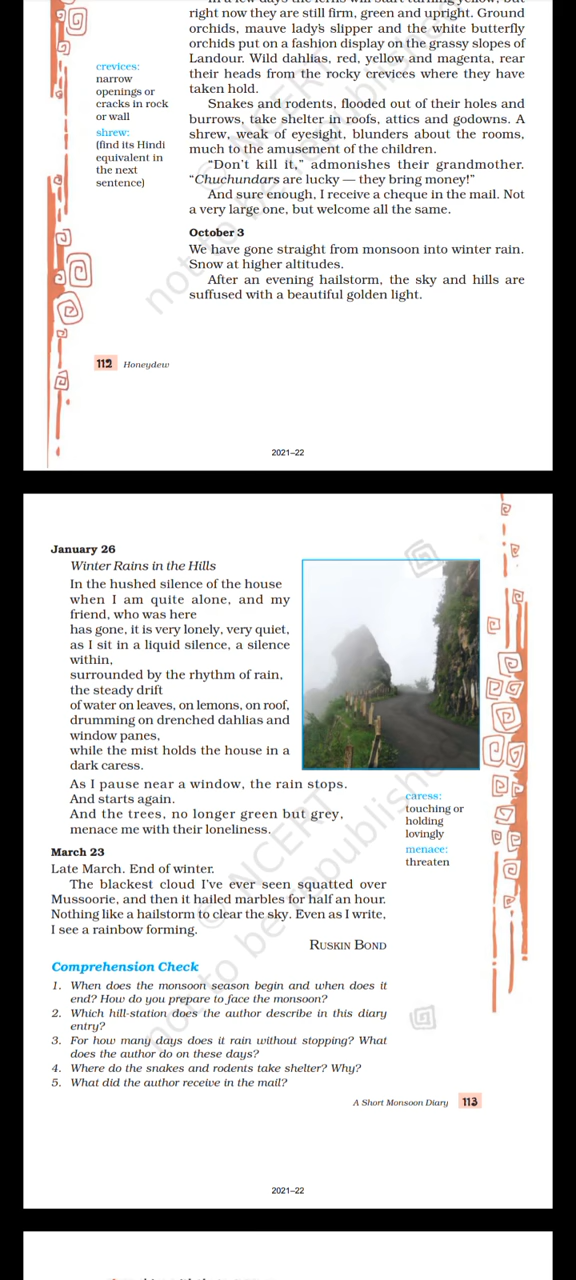 right now they are still firm, green and upright. Ground
orchids, mauve lady's slipper and the white butterfly
orchids put on a fashion display on the grassy slopes of
Landour. Wild dahlias, red, yellow and magenta, rear
their heads from the rocky crevices where they have
taken hold.
crevices:
narrow
openings or
cracks in rock
or wall
shrew:
(find its Hindi
equivalent in
the next
sentence)
Snakes and rodents, flooded out of their holes and
burrows, take shelter in roofs, attics and godowns. A
shrew, weak of eyesight, blunders about the rooms,
much to the amusement of the children.
“Don't kill it,” admonishes their grandmother.
“Chuchundars are lucky — they bring money!”
And sure enough, I receive a cheque in the mail. Not
a very large one, but welcome all the same.
October 3
We have gone straight from monsoon into winter rain.
Snow at higher altitudes.
After an evening hailstorm, the sky and hills are
suffused with a beautiful golden light.
112 Honeydew
© NCERT
not to be republished
2021–22
January 26
Winter Rains in the Hills
In the hushed silence of the house
when I am quite alone, and my
friend, who was here
has gone, it is very lonely, very quiet,
as I sit in a liquid silence, a silence
within,
surrounded by the rhythm of rain,
the steady drift
of water on leaves, on lemons, on roof,
drumming on drenched dahlias and
window panes,
while the mist holds the house in a
dark caress.
As I pause near a window, the rain stops.
And starts again.
And the trees, no longer green but grey,
menace me with their loneliness.
caress:
touching or
holding
lovingly
menace:
threaten
March 23
Late March. End of winter.
The blackest cloud I've ever seen squatted over
Mussoorie, and then it hailed marbles for half an hour.
Nothing like a hailstorm to clear the sky. Even as I write,
I see a rainbow forming.
RUSKIN BOND
Comprehension Check
1. When does the monsoon season begin and when does it
end? How do you prepare to face the monsoon?
2. Which hill-station does the author describe in this diary
entry?
3. For how many days does it rain without stopping? What
does the author do on these days?
4. Where do the snakes and rodents take shelter? Why?
5. What did the author receive in the mail?
A Short Monsoon Diary 113
© NCERT
not to be republished
2021–22